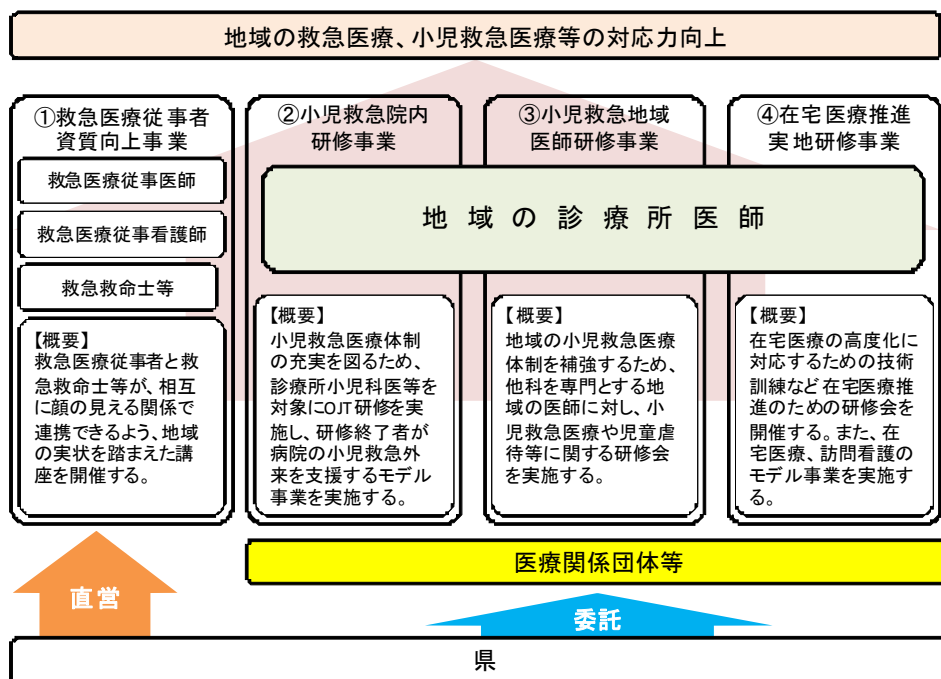 地域の救急医療、小児救急医療等の対応力向上
①救急医療従事者
資質向上事業
救急医療従事医師
救急医療従事看護師
救急救命士等
【概要】
救急医療従事者と救
急救命士等が、相互
に顔の見える関係で
連携できるよう、地域
の実状を踏まえた講
座を開催する。
②小児救急院内
研修事業
③小児救急地域
医師研修事業
④在宅医療推進
実地研修事業
地域の診療所医師
【概要】
小児救急医療体制
の充実を図るため、
診療所小児科医等を
対象にOJT研修を実
施し、研修終了者が
病院の小児救急外
来を支援するモデル
事業を実施する。
【概要】
地域の小児救急医療
体制を補強するため、
他科を専門とする地
域の医師に対し、小
児救急医療や児童虐
待等に関する研修会
を実施する。
【概要】
在宅医療の高度化に
対応するための技術
訓練など在宅医療推
進のための研修会を
開催する。また、在
宅医療、訪問看護の
モデル事業を実施す
る。
医療関係団体等
直営
委託
県